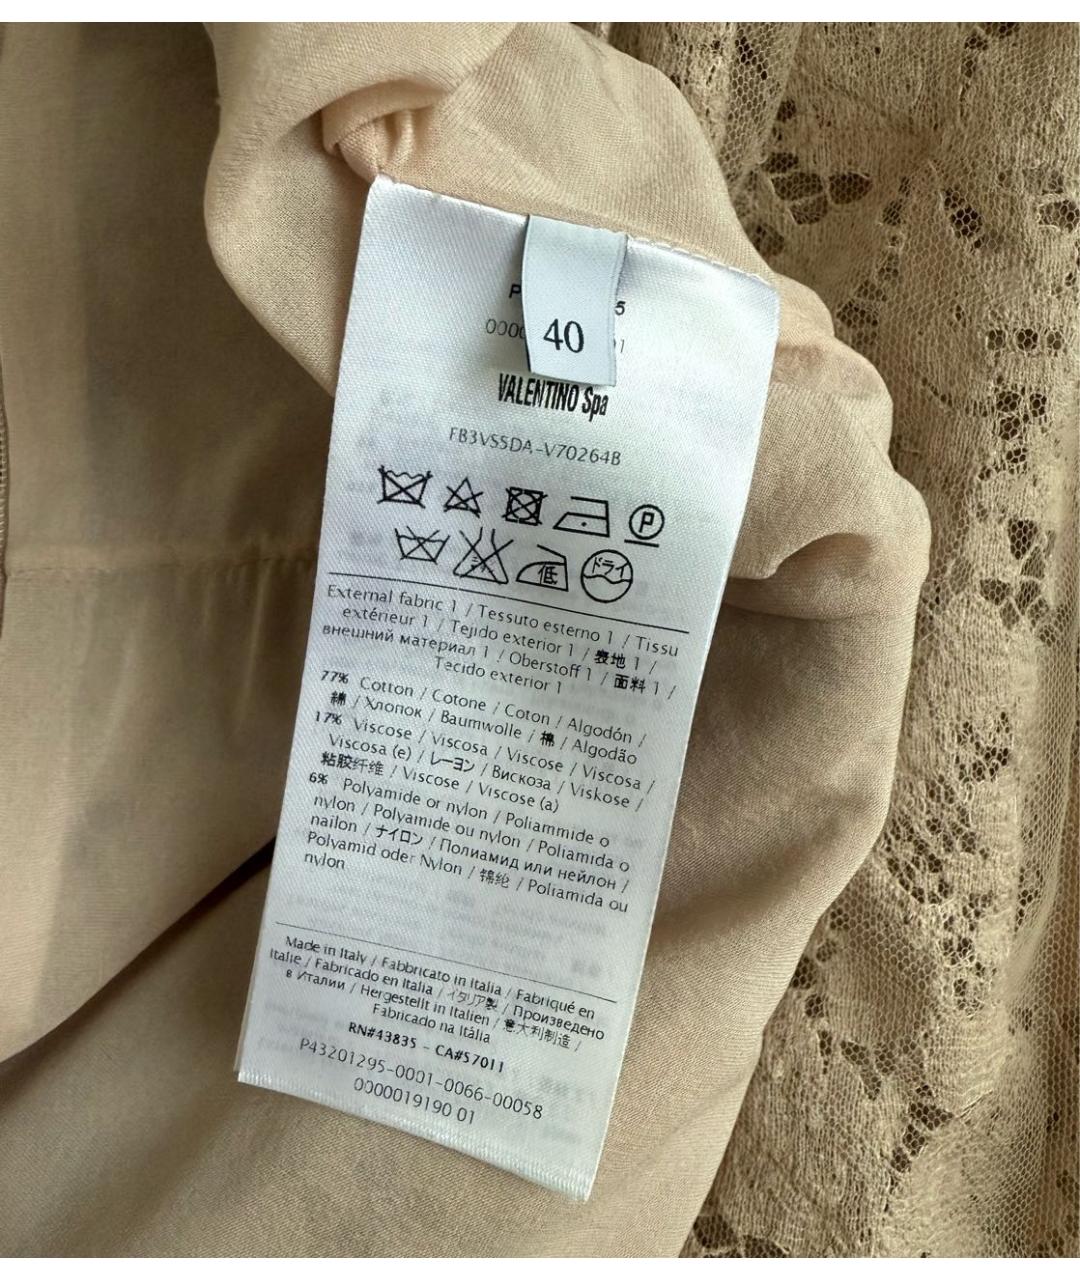 40
VALENTINO Spa
FB3VS5DA-V70264B
P
ドライ
低
External fabric 1 / Tessuto esterno 1 / Tissu
extérieur 1 / Tejido exterior 1 / 表地 1 /
внешний материал 1 / Oberstoff 1 / 面料 1 /
Tecido exterior 1
77% Cotton / Cotone / Coton / Algodón /
綿 / Хлопок / Baumwolle / 棉 / Algodão
17% Viscose / Viscosa / Viscose / Viscosa /
Viscosa (e) / レーヨン / Вискоза / Viskose /
粘胶纤维 / Viscose / Viscose (a)
6% Polyamide or nylon / Poliammide o
nylon / Polyamide ou nylon / Poliamida o
nailon / ナイロン / Полиамид или нейлон /
Polyamid oder Nylon / 锦纶 / Poliamida ou
nylon
Made in Italy / Fabbricato in Italia / Fabriqué en
Italie / Fabricado en Italia / イタリア製 / Произведено
в Италии / Hergestellt in Italien / 意大利制造 /
Fabricado na Itália
RN#43835 - CA#57011
P43201295-0001-0066-00058
0000019190 01